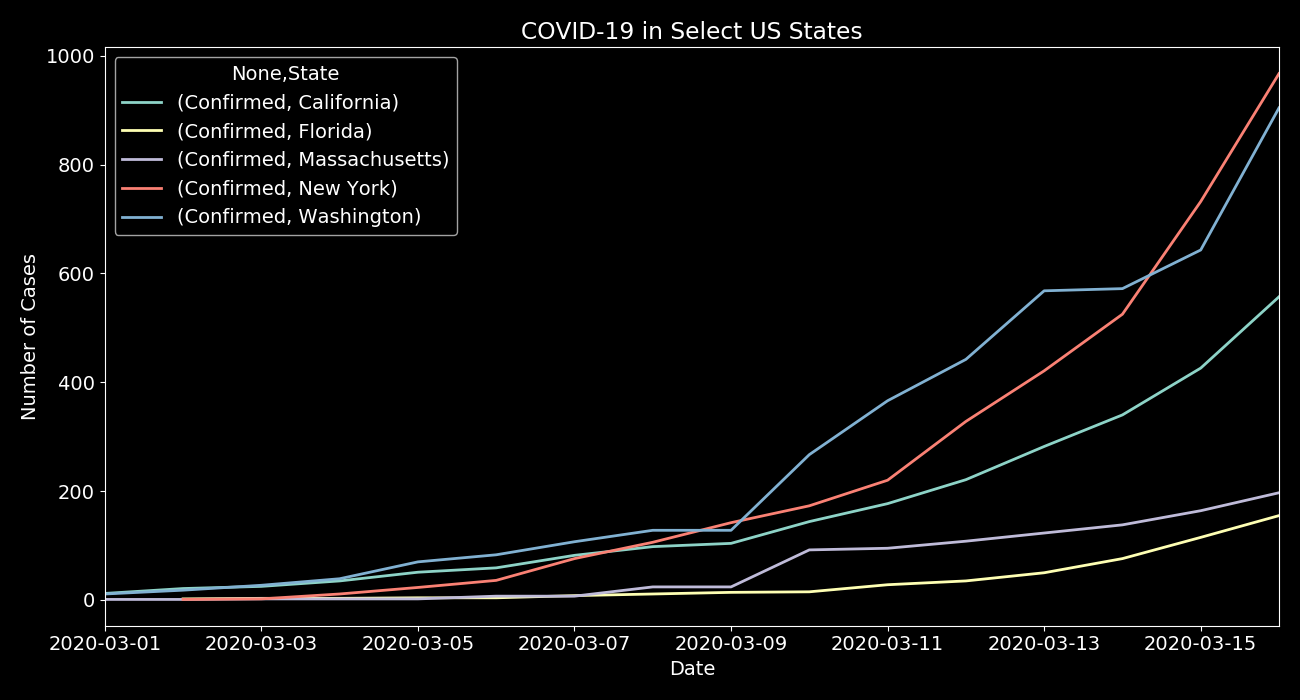 COVID-19 in Select US States
None,State
(Confirmed, California)
(Confirmed, Florida)
(Confirmed, Massachusetts)
(Confirmed, New York)
(Confirmed, Washington)
Number of Cases
1000
800
600
400
200
0
2020-03-01 2020-03-03 2020-03-05 2020-03-07 2020-03-09 2020-03-11 2020-03-13 2020-03-15
Date